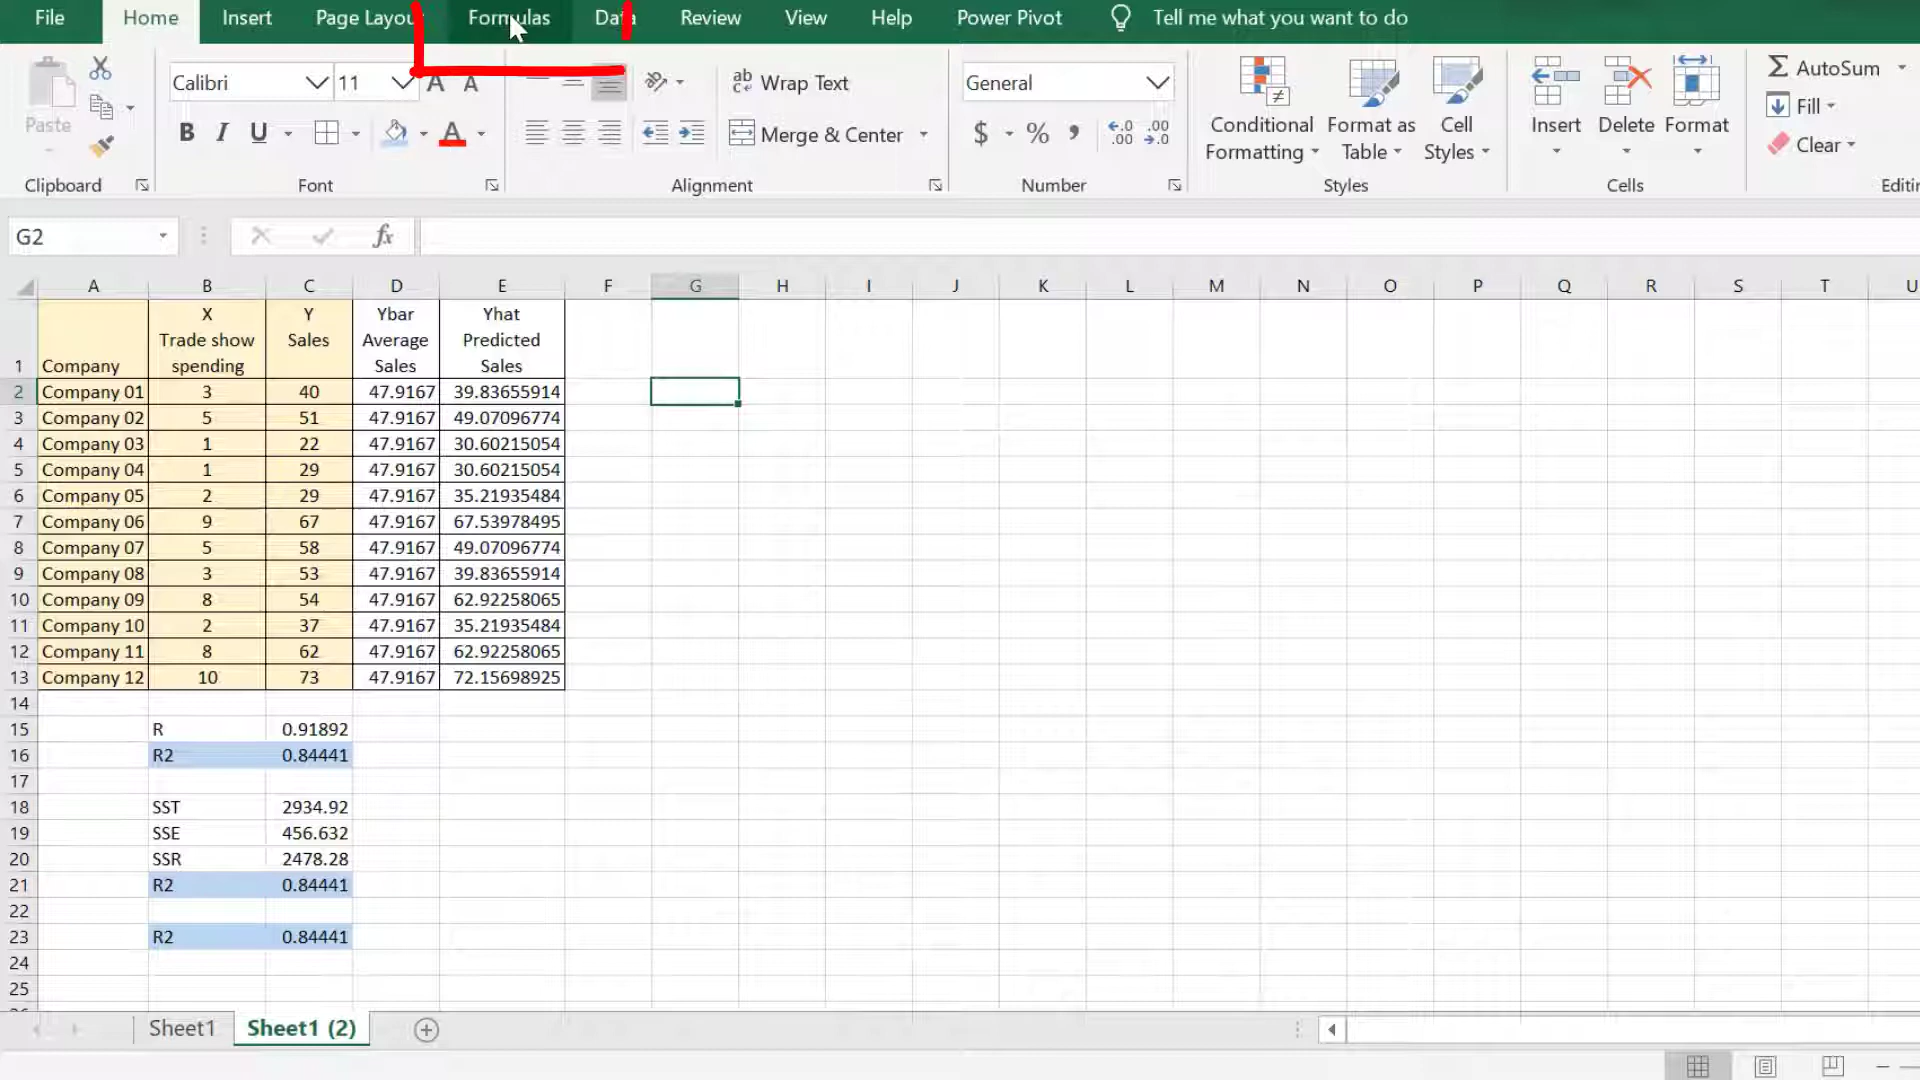 File Home Insert Page Layout Formulas Data Review View Help Power Pivot Tell me what you want to do
Paste
Clipboard
Calibri 11 A A
B I U A
Font
ab Wrap Text
Merge & Center
Alignment
General
$ % ,
Number
Conditional Formatting
Format as Table
Cell Styles
Styles
Insert Delete Format
Cells
AutoSum
Fill
Clear
G2 fx
A B C D E F G H I J K L M N O P Q R S T U
1 Company X Trade show spending Y Sales Ybar Average Sales Yhat Predicted Sales
2 Company 01 3 40 47.9167 39.83655914
3 Company 02 5 51 47.9167 49.07096774
4 Company 03 1 22 47.9167 30.60215054
5 Company 04 1 29 47.9167 30.60215054
6 Company 05 2 29 47.9167 35.21935484
7 Company 06 9 67 47.9167 67.53978495
8 Company 07 5 58 47.9167 49.07096774
9 Company 08 3 53 47.9167 39.83655914
10 Company 09 8 54 47.9167 62.92258065
11 Company 10 2 37 47.9167 35.21935484
12 Company 11 8 62 47.9167 62.92258065
13 Company 12 10 73 47.9167 72.15698925
14
15 R 0.91892
16 R2 0.84441
17
18 SST 2934.92
19 SSE 456.632
20 SSR 2478.28
21 R2 0.84441
22
23 R2 0.84441
24
25
Sheet1 Sheet1 (2)